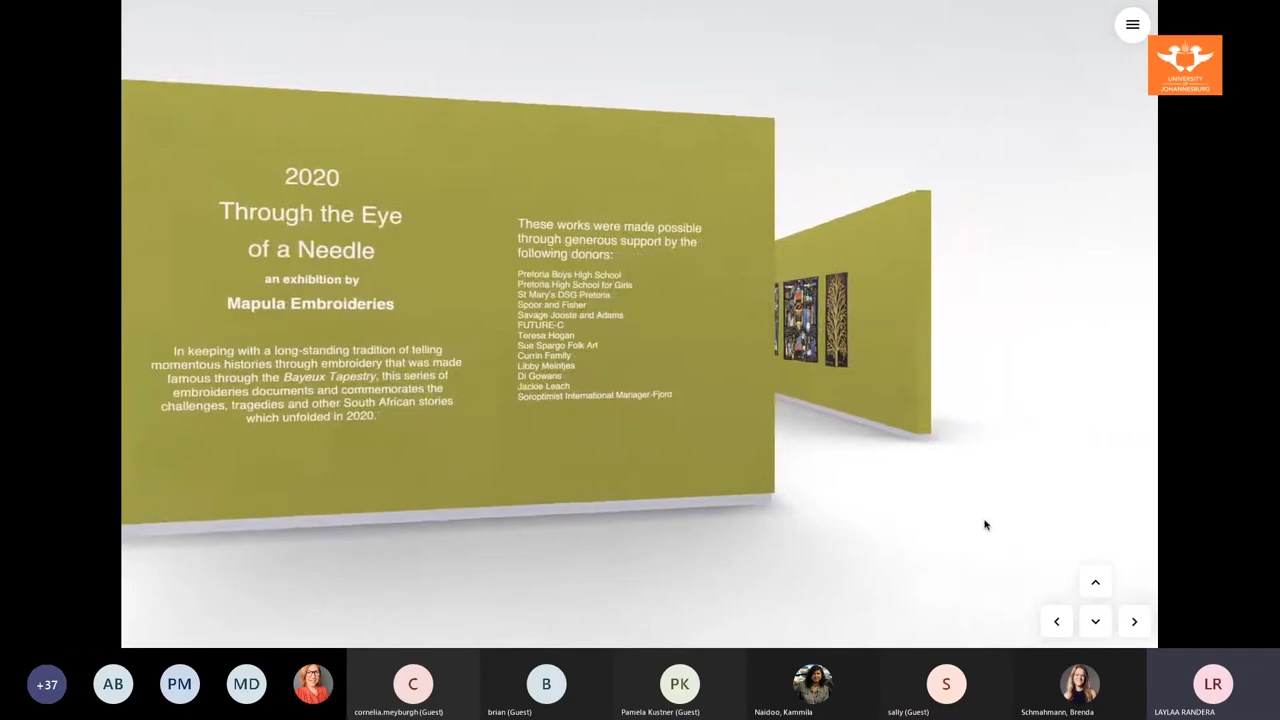 UNIVERSITY
OF
JOHANNESBURG
2020
Through the Eye
of a Needle
an exhibition by
Mapula Embroideries
In keeping with a long-standing tradition of telling
momentous histories through embroidery that was made
famous through the Bayeux Tapestry, this series of
embroideries documents and commemorates the
challenges, tragedies and other South African stories
which unfolded in 2020.
These works were made possible
through generous support by the
following donors:
Pretoria Boys High School
Pretoria High School for Girls
St Mary's DSG Pretoria
Spoor and Fisher
Savage Jooste and Adams
FUTURE-C
Teresa Hogan
Sue Spargo Folk Art
Currin Family
Libby Meintjes
Di Gowans
Jackie Leach
Soroptimist International Manager-Fjord
+37
AB
PM
MD
C
B
PK
S
LR
cornelia.meyburgh (Guest)
brian (Guest)
Pamela Kustner (Guest)
Naidoo, Kammila
sally (Guest)
Schmahmann, Brenda
LAYLAA RANDERA